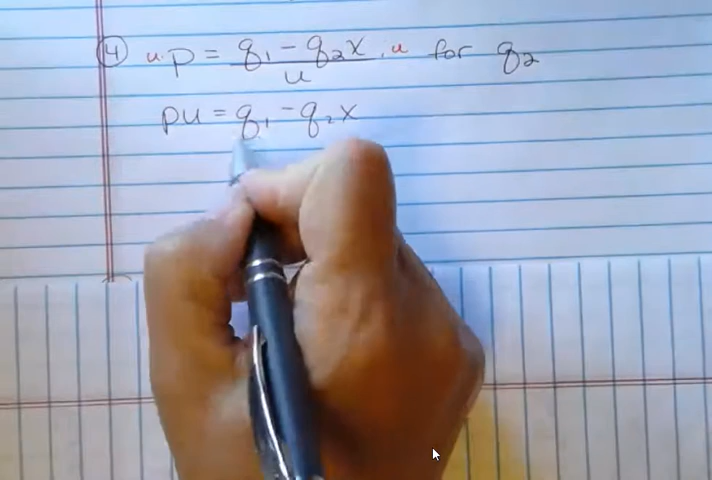 ④ u · p = (q₁ - q₂x)/u · u for q₂
pu = q₁ - q₂x